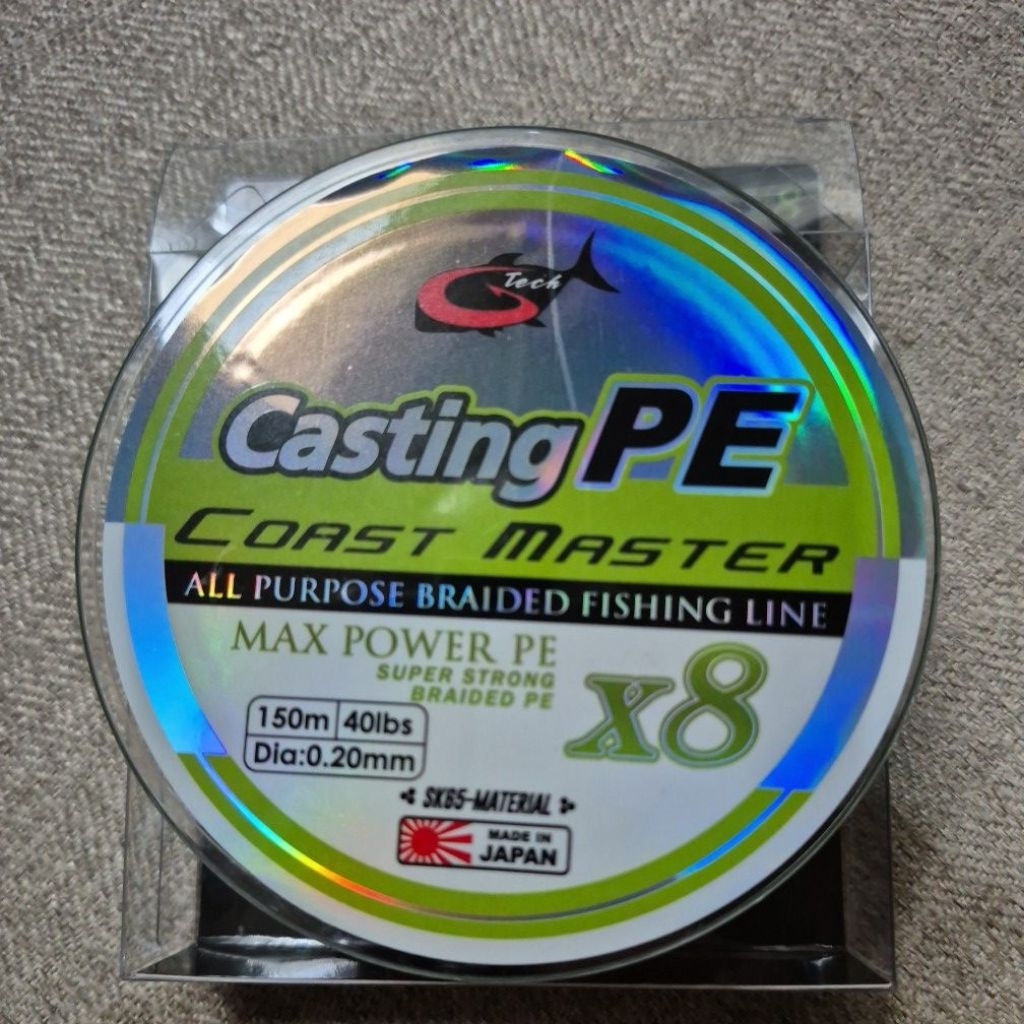 G Tech
Casting PE
COAST MASTER
ALL PURPOSE BRAIDED FISHING LINE
MAX POWER PE
SUPER STRONG
BRAIDED PE
x8
150m 40lbs
Dia:0.20mm
SK65-MATERIAL
MADE IN
JAPAN